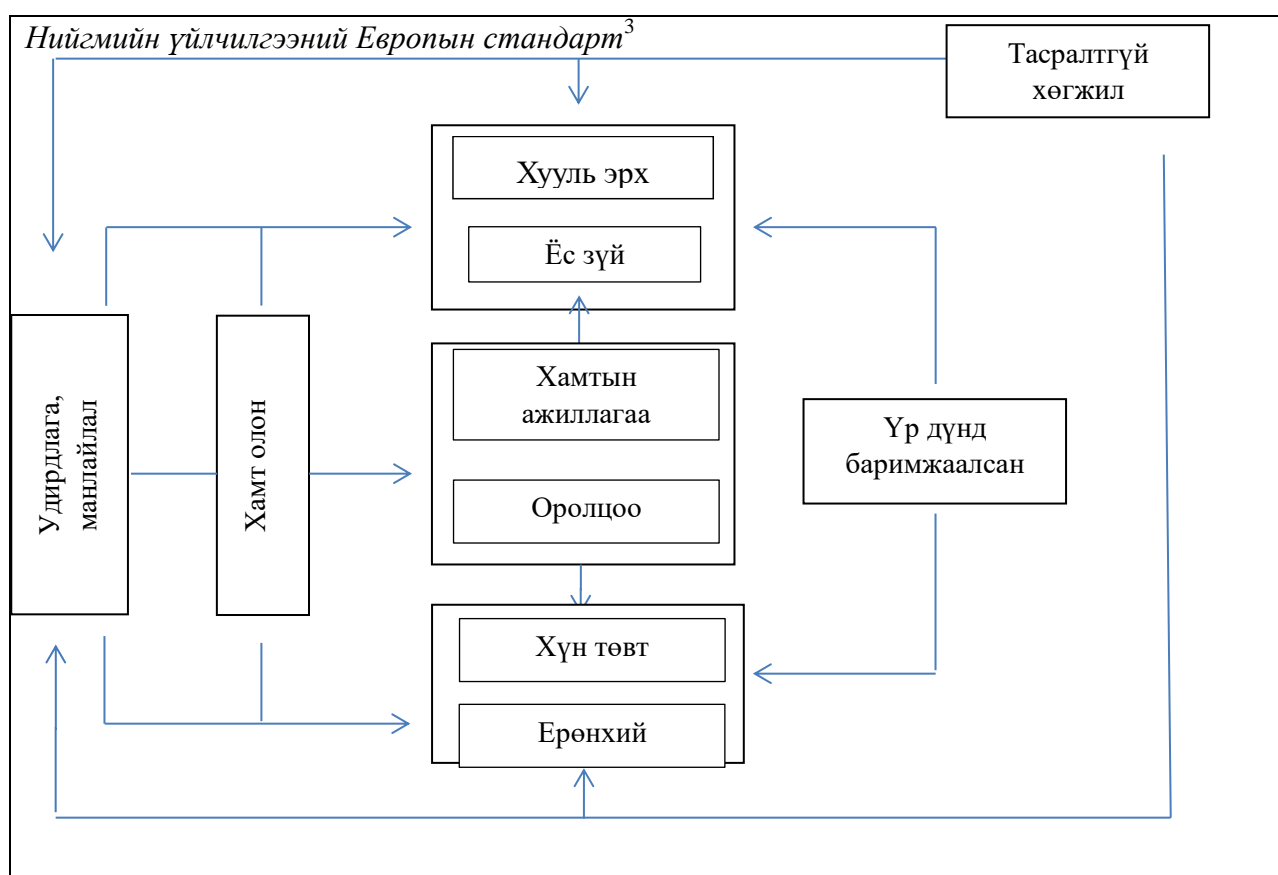 Нийгмийн үйлчилгээний Европын стандарт³
Тасралтгүй
хөгжил
Хууль эрх
Ёс зүй
Удирдлага,
манлайлал
Хамт олон
Хамтын
ажиллагаа
Оролцоо
Үр дүнд
баримжаалсан
Хүн төвт
Ерөнхий